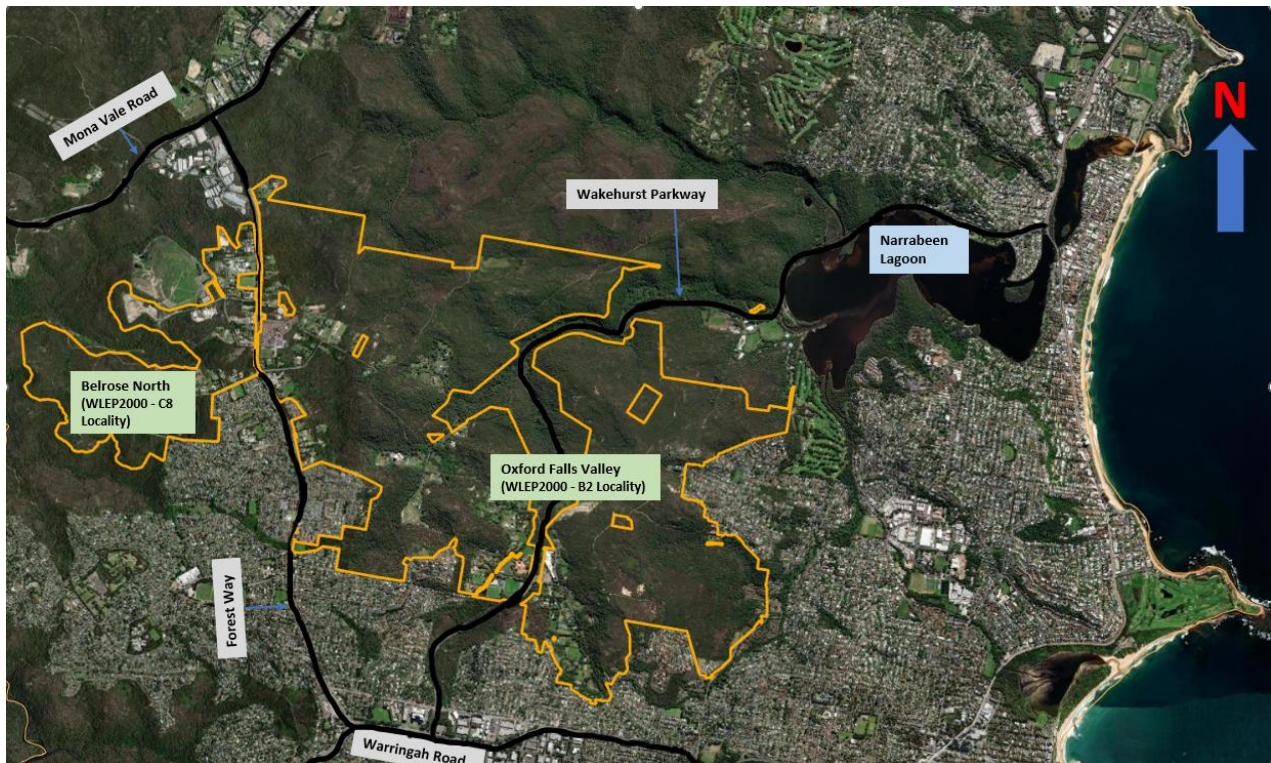 Mona Vale Road
N
Wakehurst Parkway
Narrabeen
Lagoon
Belrose North
(WLEP2000 - C8
Locality)
Oxford Falls Valley
(WLEP2000 - B2 Locality)
Forest Way
Warringah Road